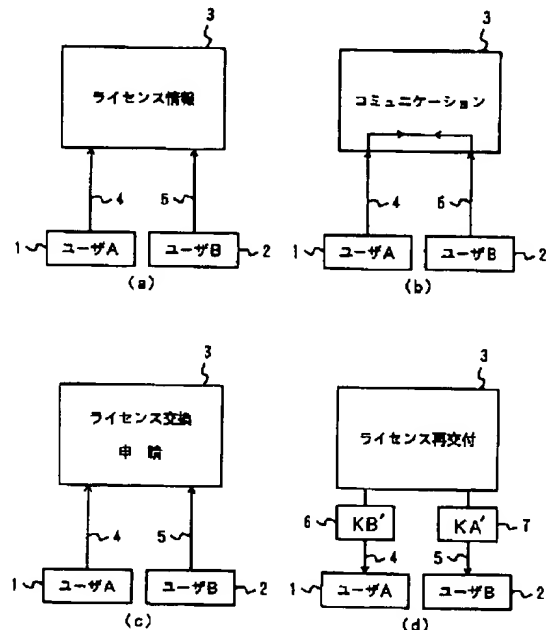 3
ライセンス情報
4
5
1 ユーザA
ユーザB 2
(a)
3
コミュニケーション
4
5
1 ユーザA
ユーザB 2
(b)
3
ライセンス交換
申請
4
5
1 ユーザA
ユーザB 2
(c)
3
ライセンス再交付
6 KB′
KA′ 7
4
5
1 ユーザA
ユーザB 2
(d)